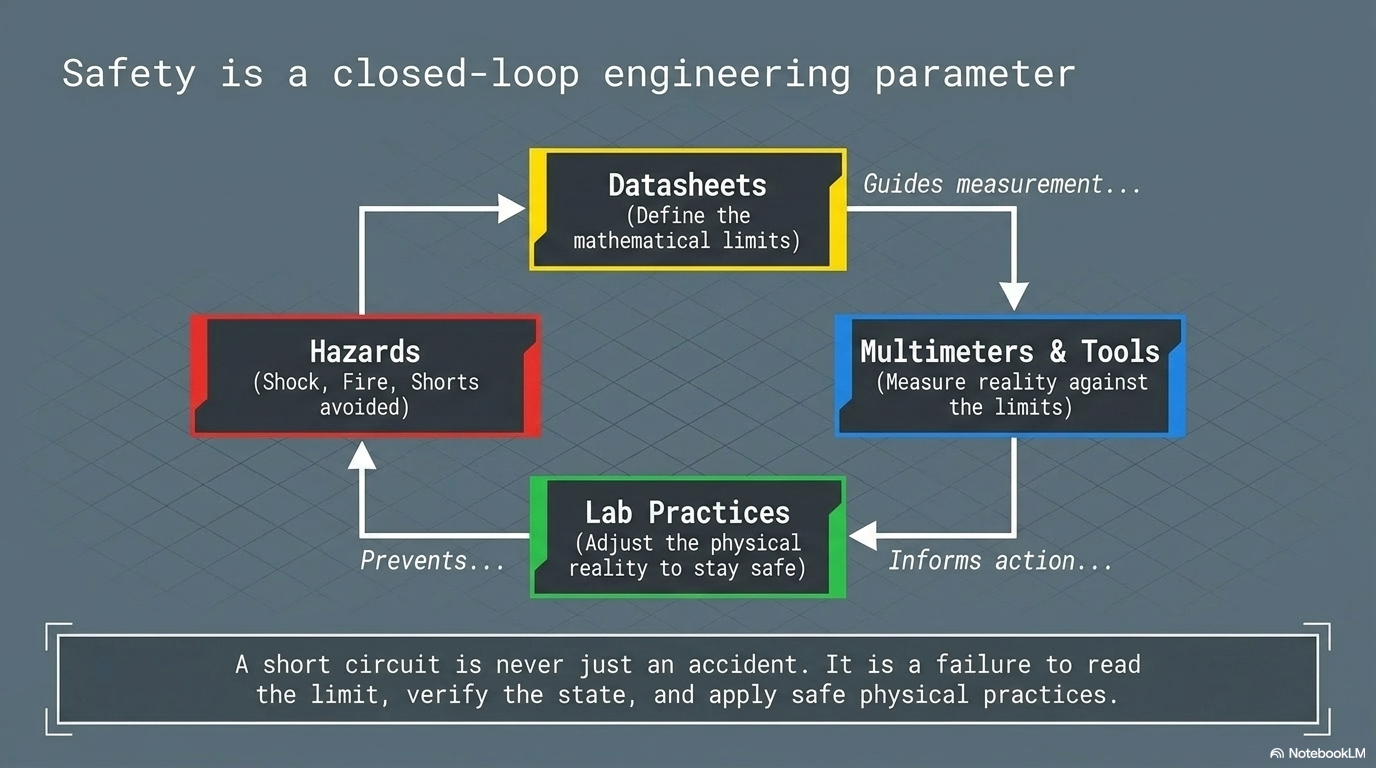 Safety is a closed-loop engineering parameter
Datasheets
(Define the
mathematical limits)
Guides measurement...
Hazards
(Shock, Fire, Shorts
avoided)
Multimeters & Tools
(Measure reality against
the limits)
Lab Practices
(Adjust the physical
reality to stay safe)
Prevents...
Informs action...
A short circuit is never just an accident. It is a failure to read
the limit, verify the state, and apply safe physical practices.
NotebookLM